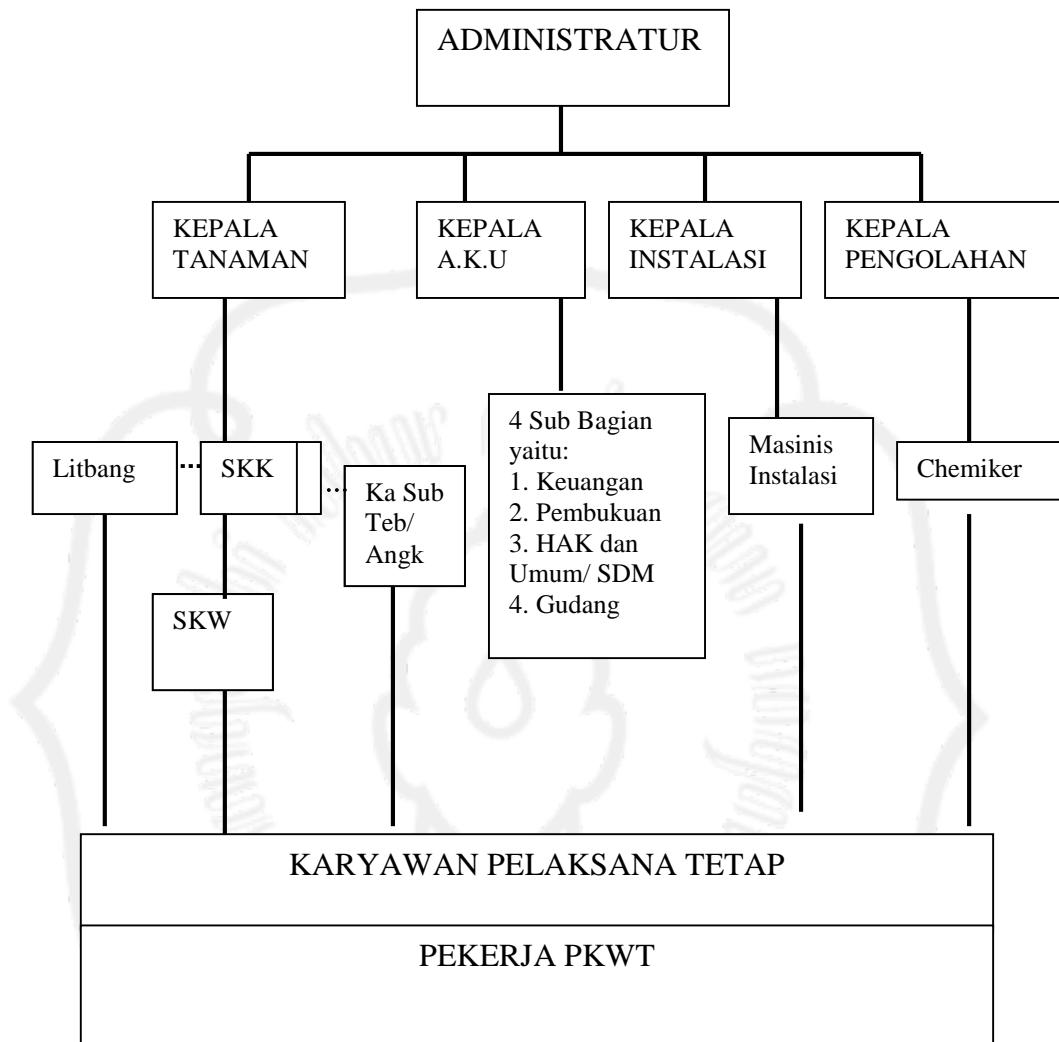 ADMINISTRATUR
KEPALA
TANAMAN
KEPALA
A.K.U
KEPALA
INSTALASI
KEPALA
PENGOLAHAN
Litbang
SKK
Ka Sub
Teb/
Angk
4 Sub Bagian
yaitu:
1. Keuangan
2. Pembukuan
3. HAK dan
Umum/ SDM
4. Gudang
Masinis
Instalasi
Chemiker
SKW
KARYAWAN PELAKSANA TETAP
PEKERJA PKWT